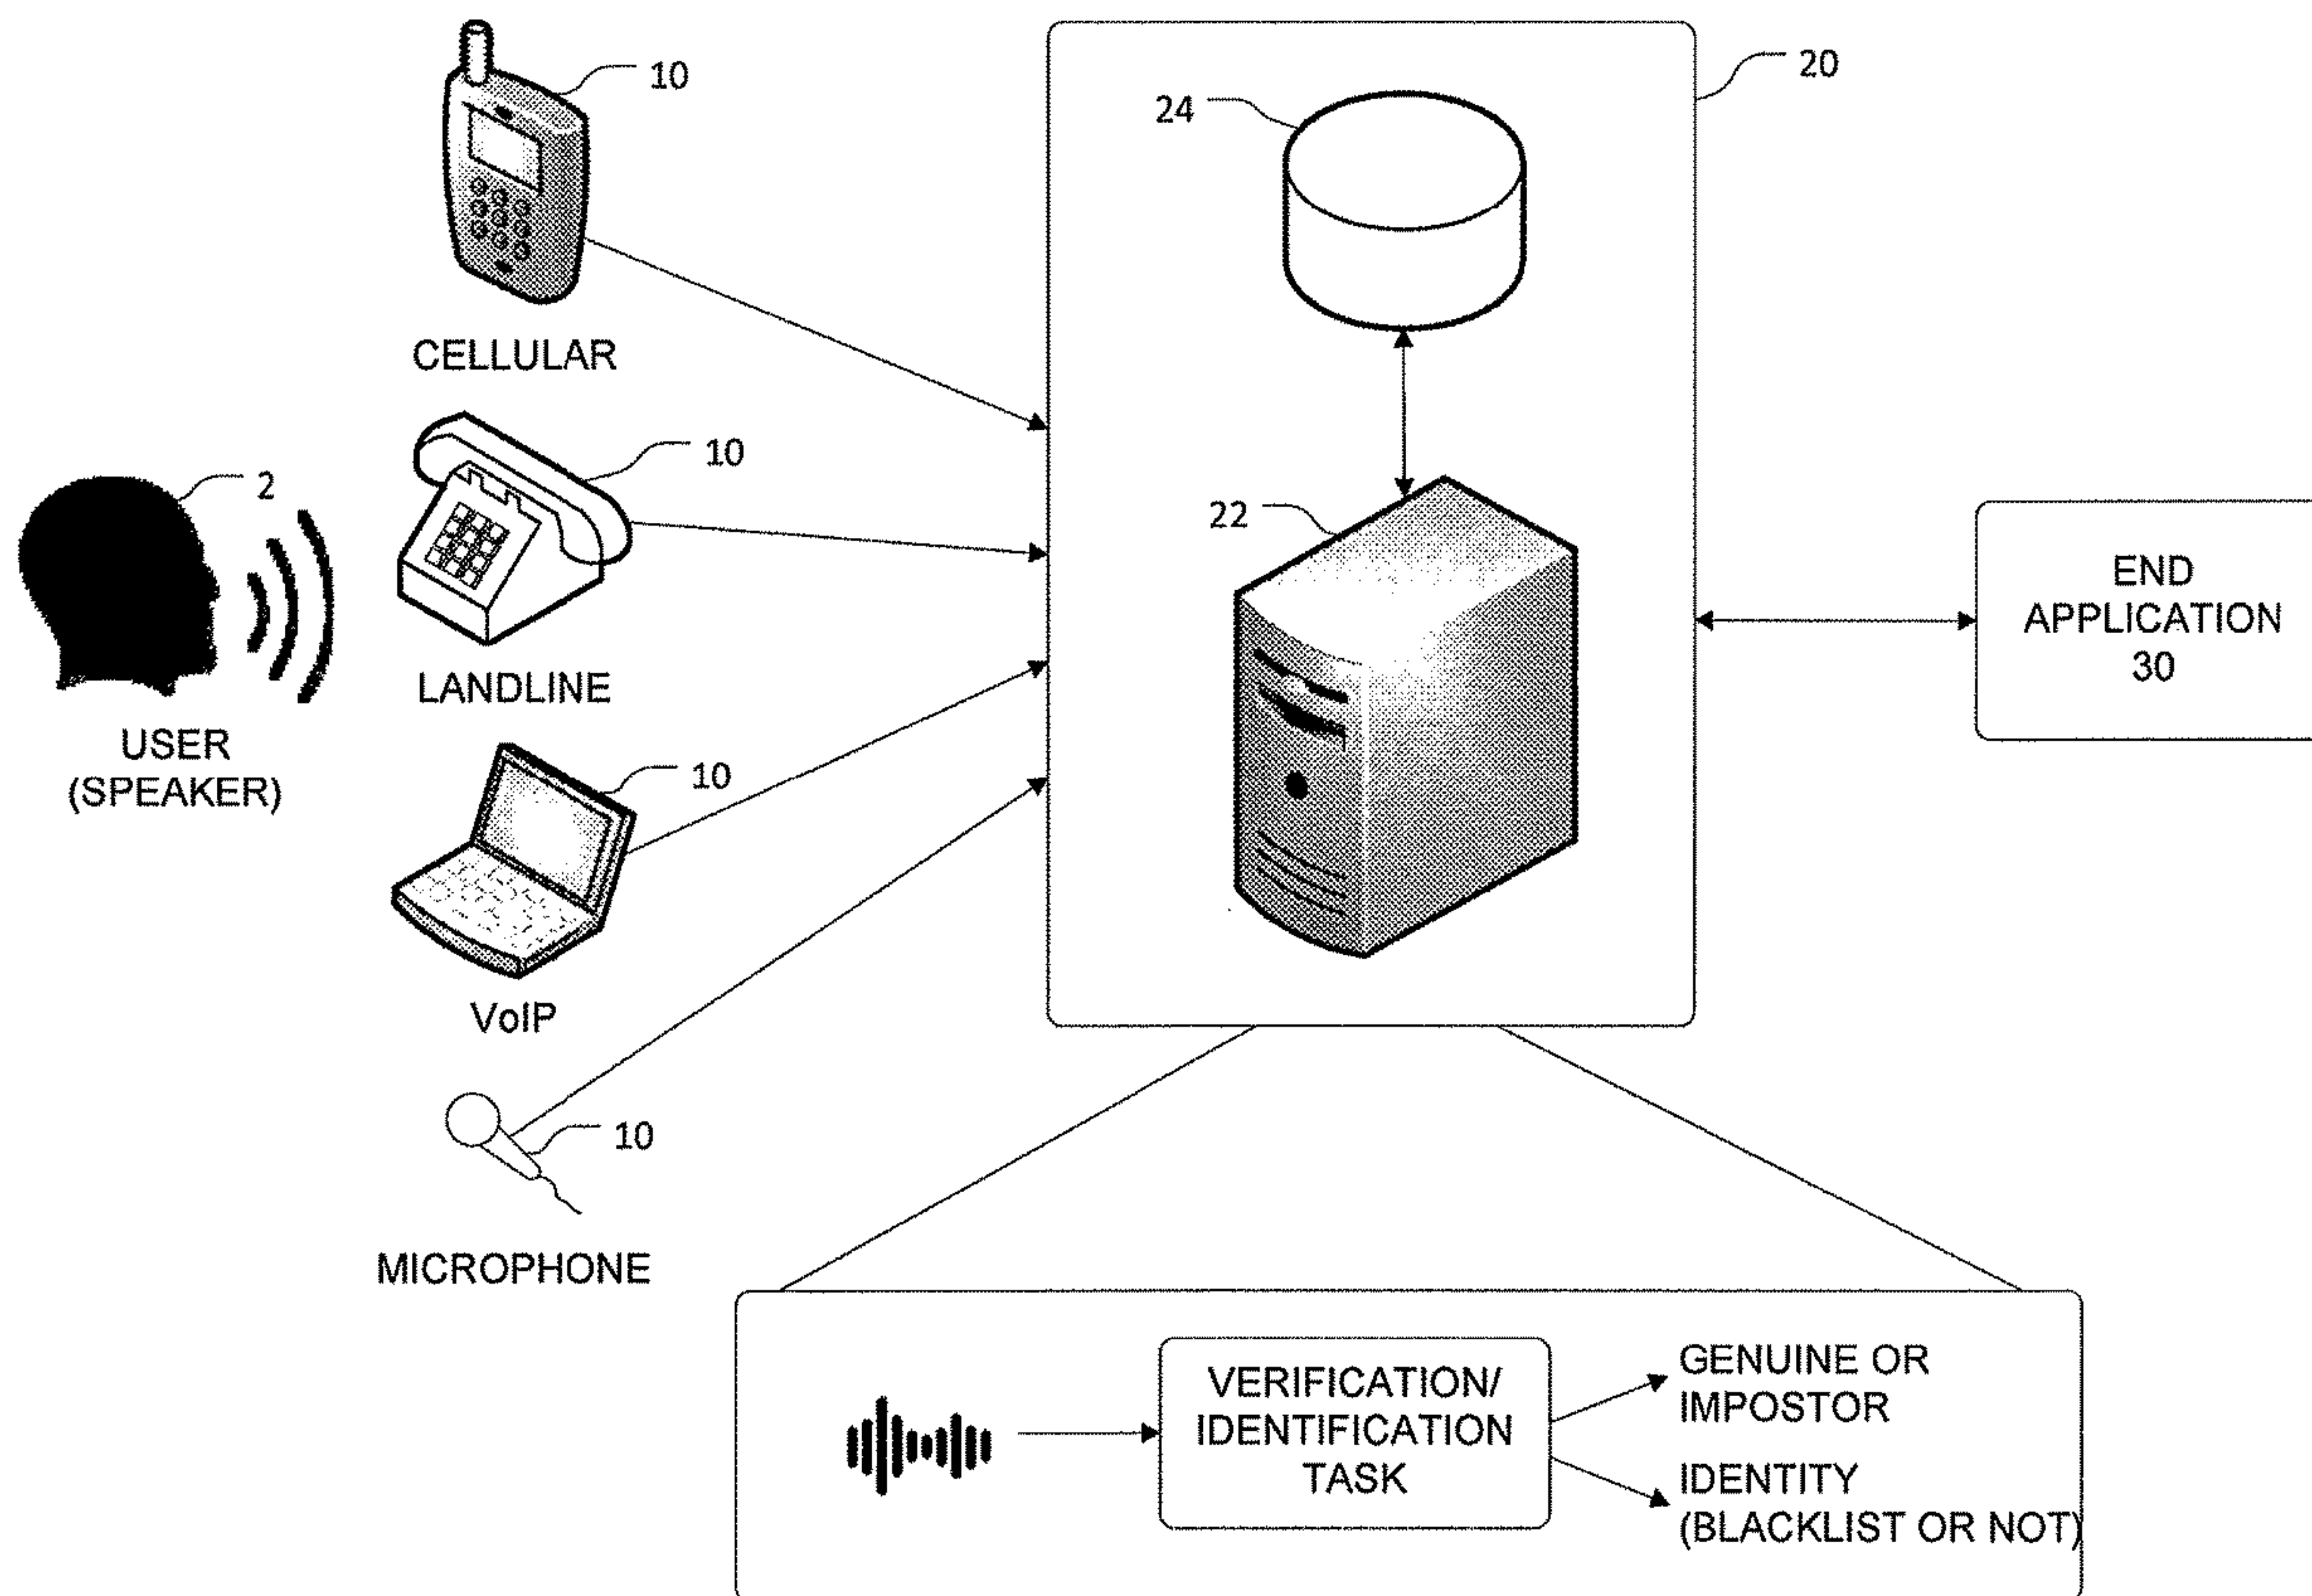 10
CELLULAR
10
LANDLINE
2
USER
(SPEAKER)
10
VoIP
10
MICROPHONE
20
24
22
END
APPLICATION
30
VERIFICATION/
IDENTIFICATION
TASK
GENUINE OR
IMPOSTOR
IDENTITY
(BLACKLIST OR NOT)